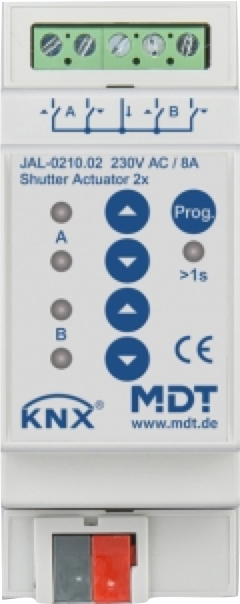 A B
JAL-0210.02 230V AC / 8A
Shutter Actuator 2x
Prog.
A
>1s
B
CE
KNX® MDT
www.mdt.de